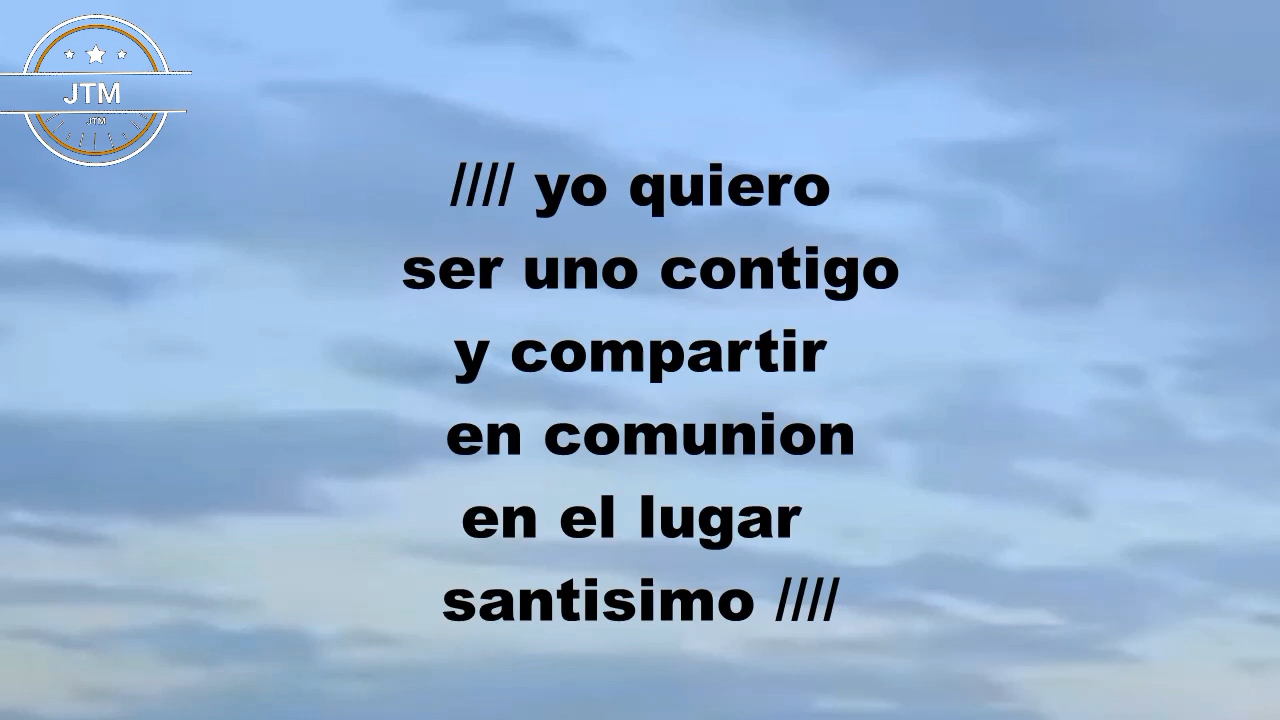 JTM
JTM
//// yo quiero
ser uno contigo
y compartir
en comunion
en el lugar
santisimo ////